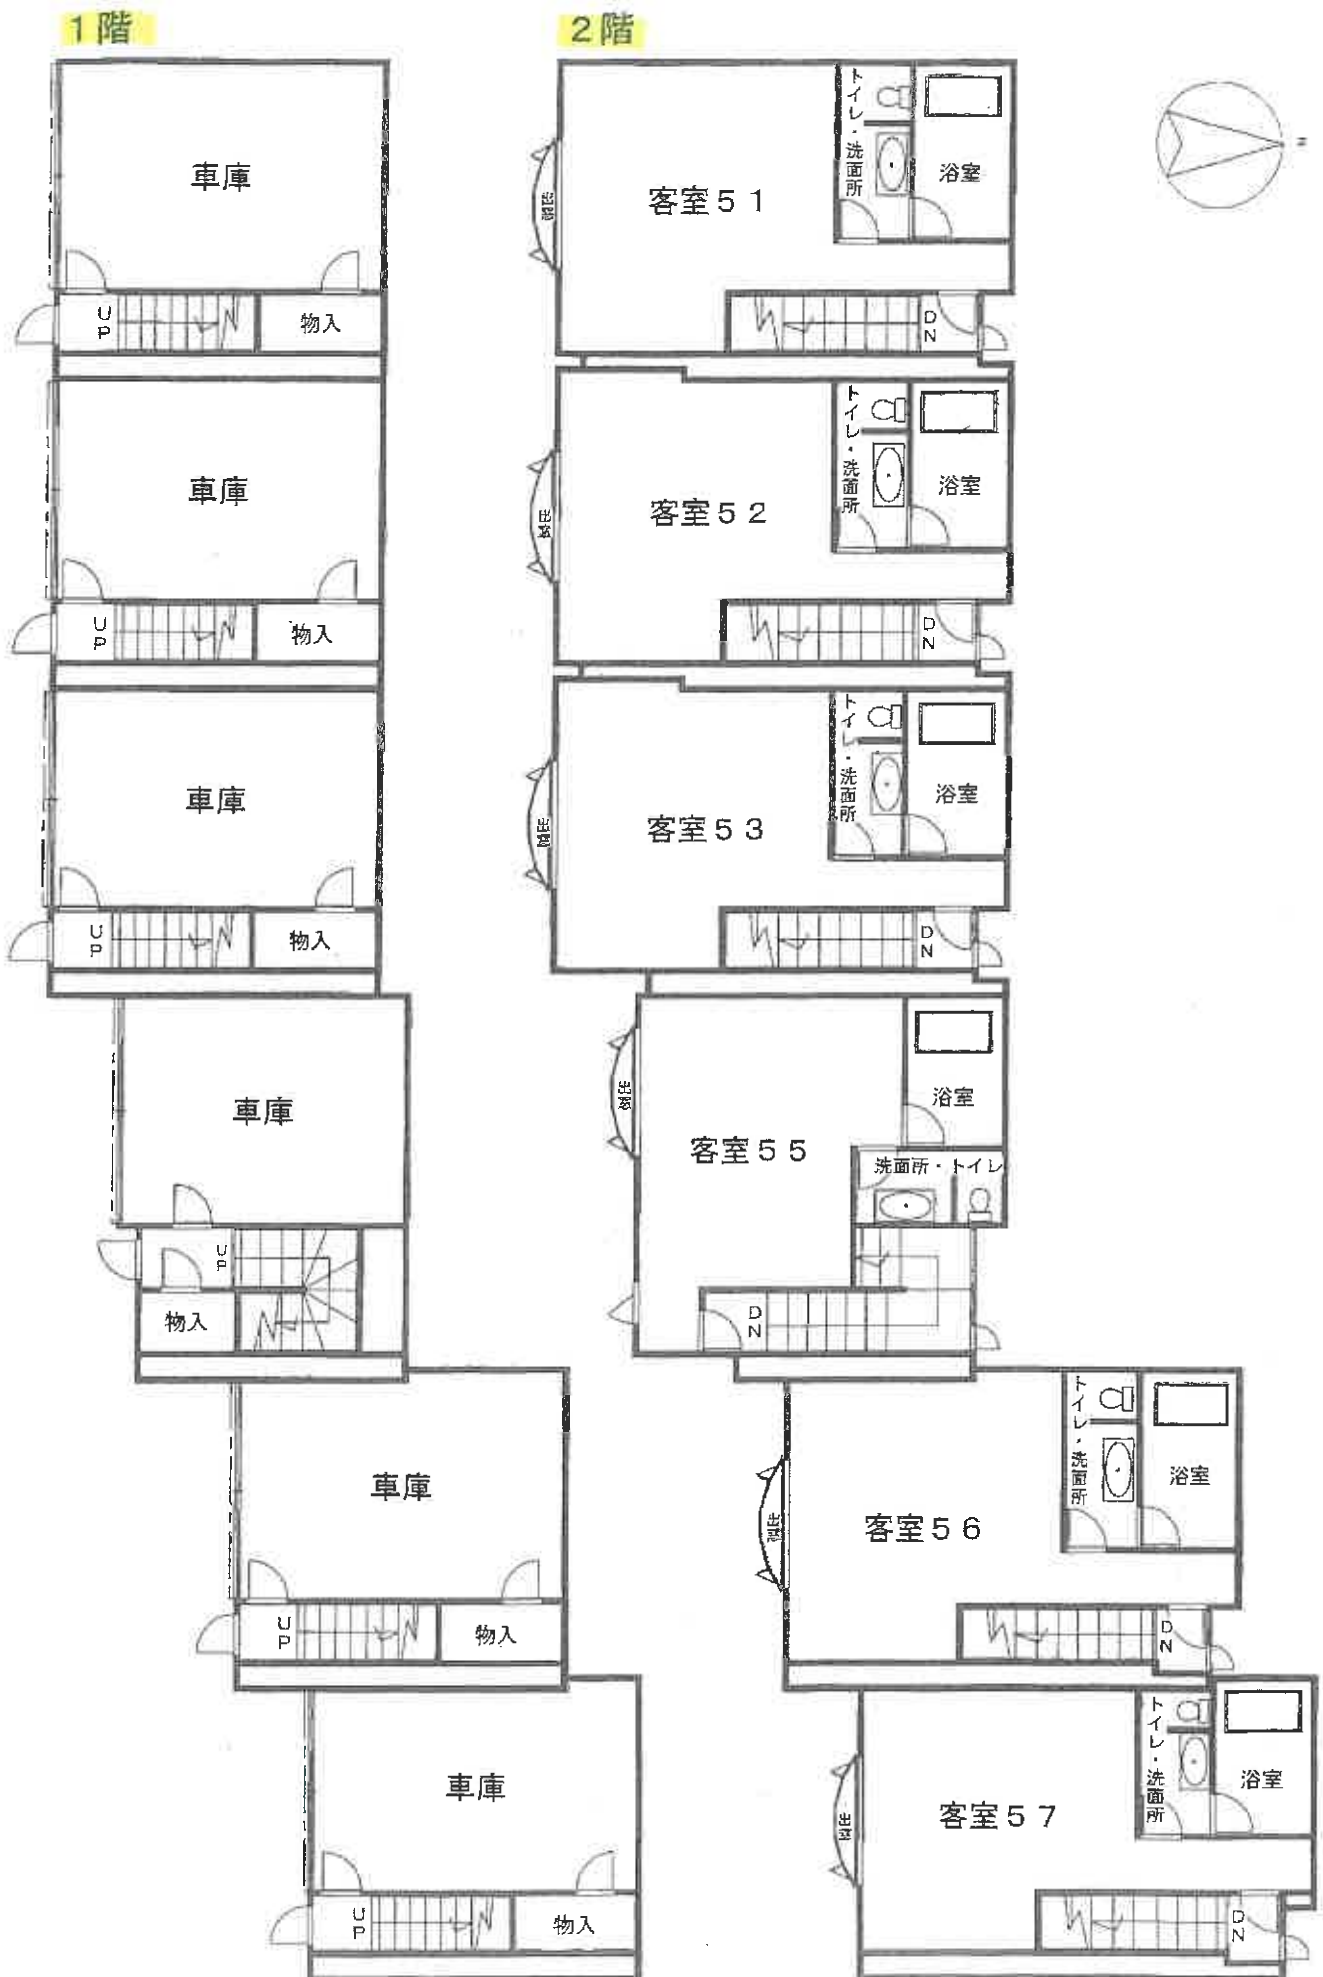 1階
車庫
UP
物入
車庫
UP
物入
車庫
UP
物入
車庫
UP
物入
車庫
UP
物入
車庫
UP
物入
2階
客室51
トイレ・洗面所
浴室
出窓
DN
客室52
トイレ・洗面所
浴室
出窓
DN
客室53
トイレ・洗面所
浴室
出窓
DN
客室55
浴室
洗面所・トイレ
出窓
DN
客室56
トイレ・洗面所
浴室
出窓
DN
客室57
トイレ・洗面所
浴室
出窓
DN